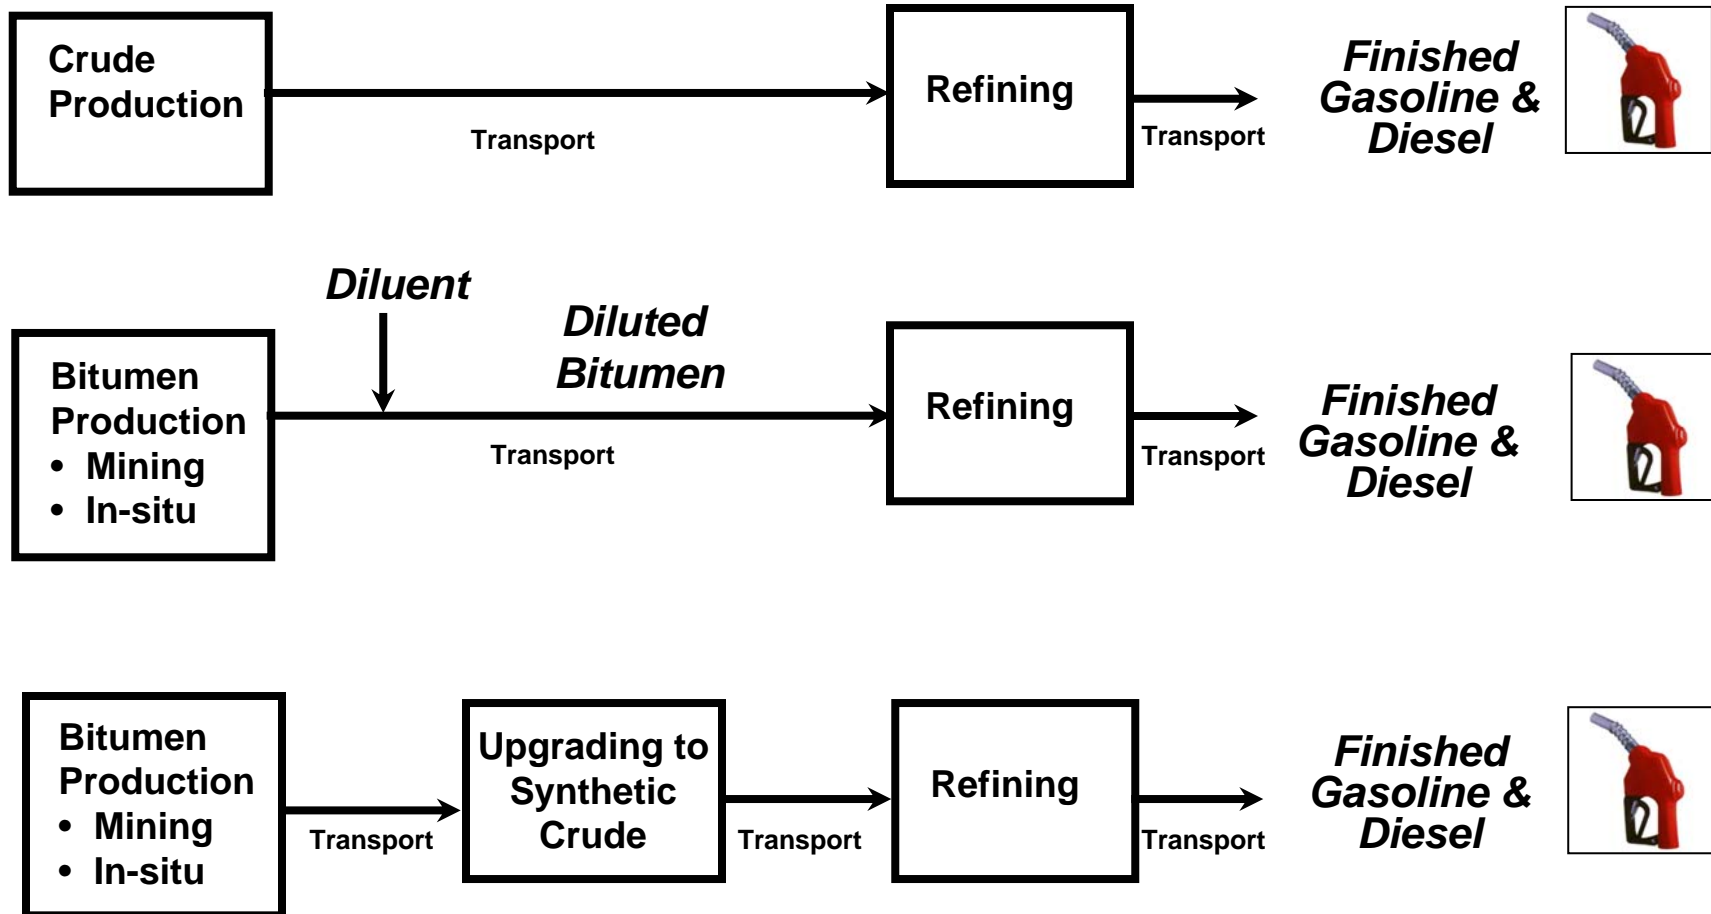 Crude
Production
Transport
Refining
Transport
Finished
Gasoline &
Diesel
Diluent
Diluted
Bitumen
Bitumen
Production
• Mining
• In-situ
Transport
Refining
Transport
Finished
Gasoline &
Diesel
Bitumen
Production
• Mining
• In-situ
Transport
Upgrading to
Synthetic
Crude
Transport
Refining
Transport
Finished
Gasoline &
Diesel